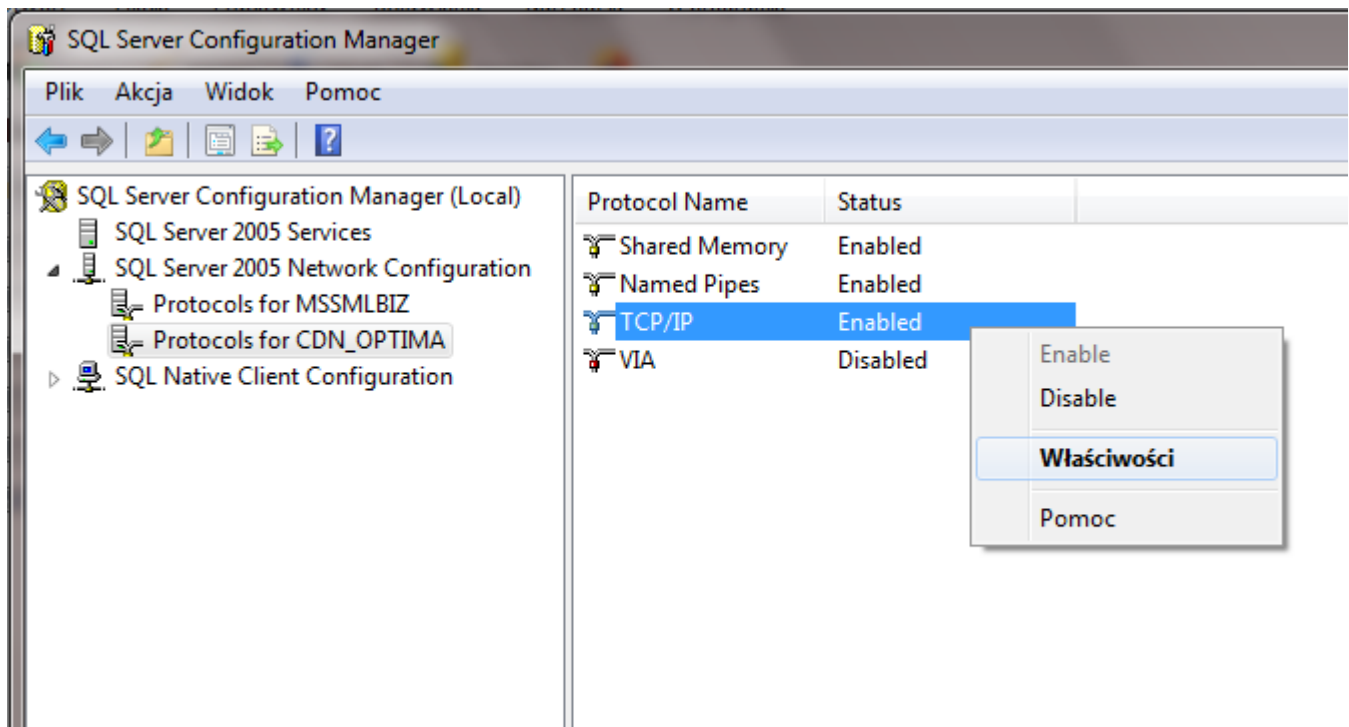 SQL Server Configuration Manager
Plik Akcja Widok Pomoc
SQL Server Configuration Manager (Local)
SQL Server 2005 Services
SQL Server 2005 Network Configuration
Protocols for MSSMLBIZ
Protocols for CDN_OPTIMA
SQL Native Client Configuration
Protocol Name Status
Shared Memory Enabled
Named Pipes Enabled
TCP/IP Enabled
VIA Disabled
Enable
Disable
Właściwości
Pomoc